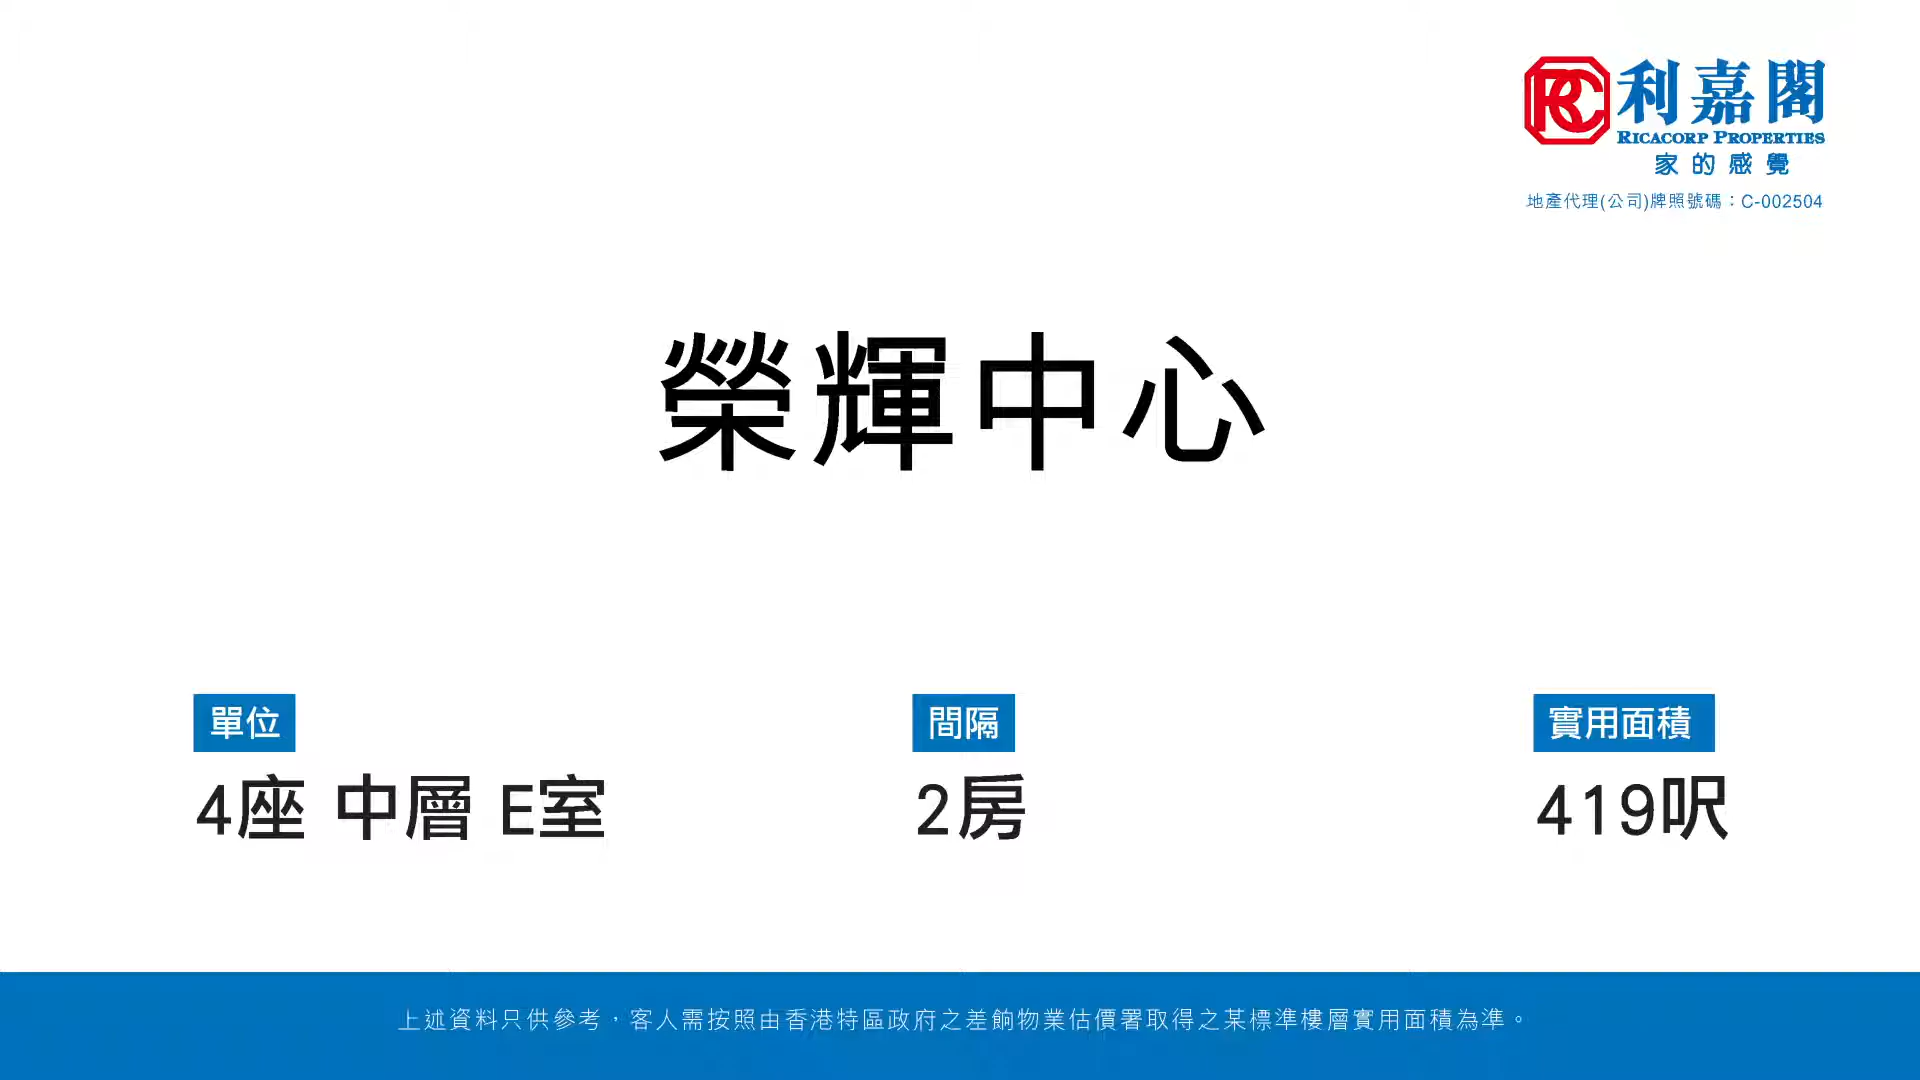 利嘉閣
RICACORP PROPERTIES
家的感覺
地產代理(公司)牌照號碼：C-002504
榮輝中心
單位
4座 中層 E室
間隔
2房
實用面積
419呎
上述資料只供參考，客人需按照由香港特區政府之差餉物業估價署取得之某標準樓層實用面積為準。